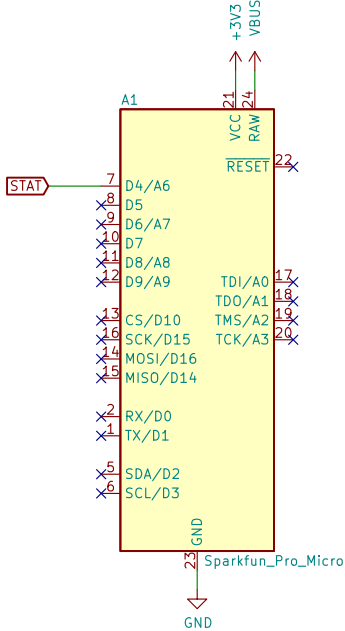 +3V3
VBUS
21
24
A1
VCC
RAW
RESET
22
STAT
7
D4/A6
8
D5
9
D6/A7
10
D7
11
D8/A8
12
D9/A9
TDI/A0
17
TDO/A1
18
TMS/A2
19
TCK/A3
20
13
CS/D10
16
SCK/D15
14
MOSI/D16
15
MISO/D14
2
RX/D0
1
TX/D1
5
SDA/D2
6
SCL/D3
GND
23
Sparkfun_Pro_Micro
GND